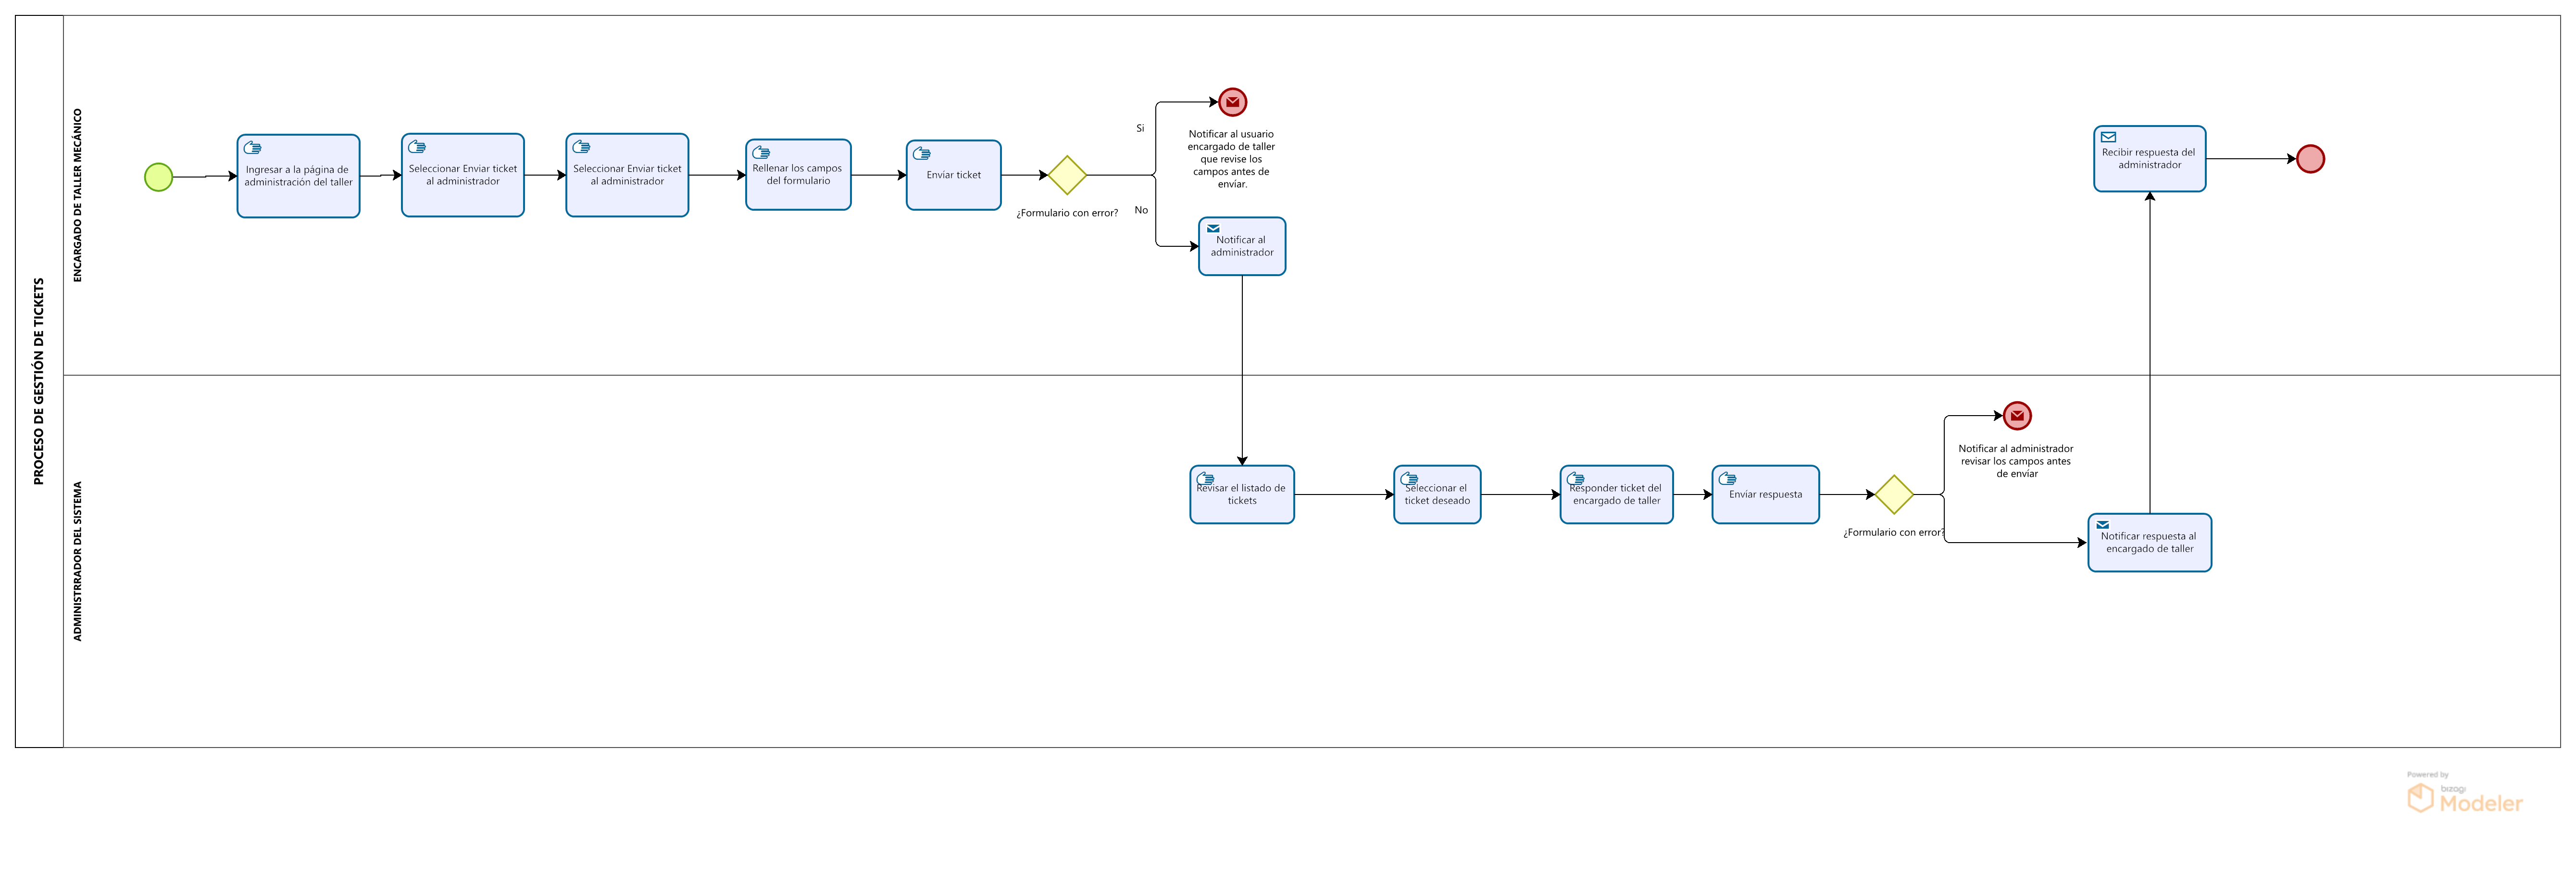 PROCESO DE GESTIÓN DE TICKETS
ENCARGADO DE TALLER MECÁNICO
Ingresar a la página de
administración del taller
Seleccionar Enviar ticket
al administrador
Seleccionar Enviar ticket
al administrador
Rellenar los campos
del formulario
Enviar ticket
¿Formulario con error?
Si
Notificar al usuario
encargado de taller
que revise los
campos antes de
envíar.
No
Notificar al
administrador
Recibir respuesta del
administrador
ADMINISTRRADOR DEL SISTEMA
Revisar el listado de
tickets
Seleccionar el
ticket deseado
Responder ticket del
encargado de taller
Enviar respuesta
¿Formulario con error?
Notificar al administrador
revisar los campos antes
de envíar
Notificar respuesta al
encargado de taller
Powered by
bizagi
Modeler